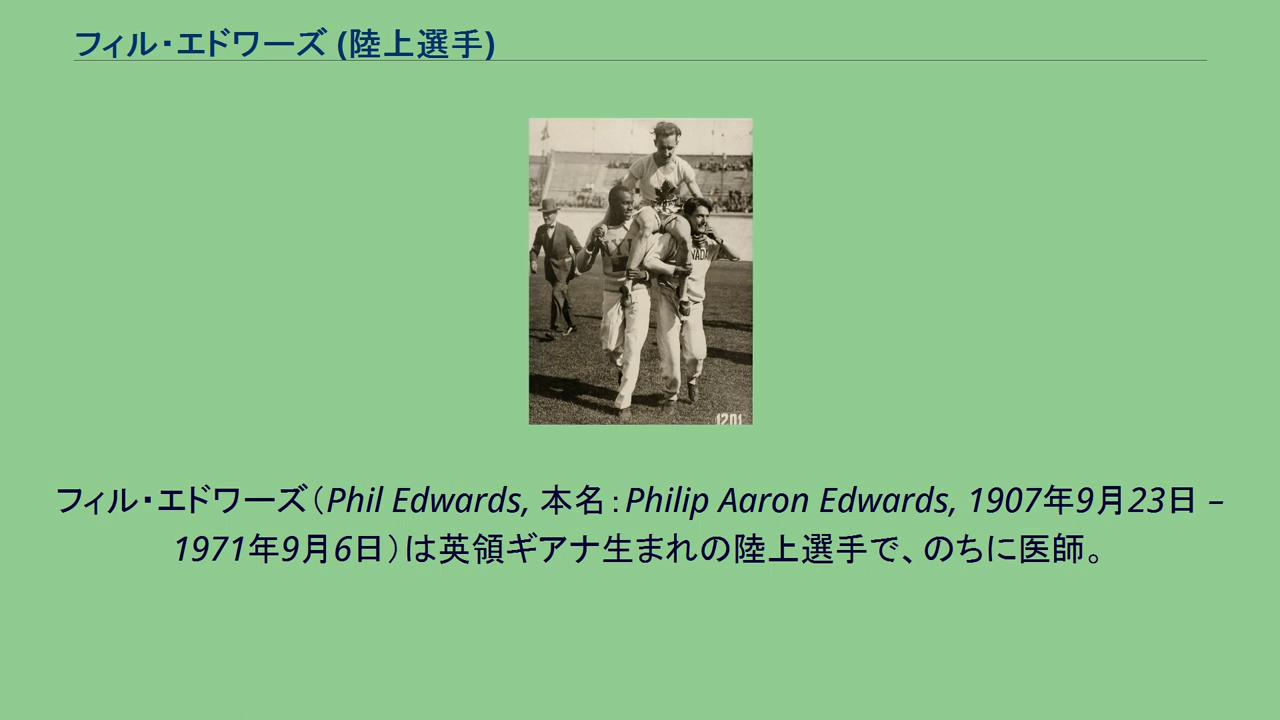 フィル・エドワーズ (陸上選手)
NADA
1201
フィル・エドワーズ（Phil Edwards, 本名：Philip Aaron Edwards, 1907年9月23日 –
1971年9月6日）は英領ギアナ生まれの陸上選手で、のちに医師。